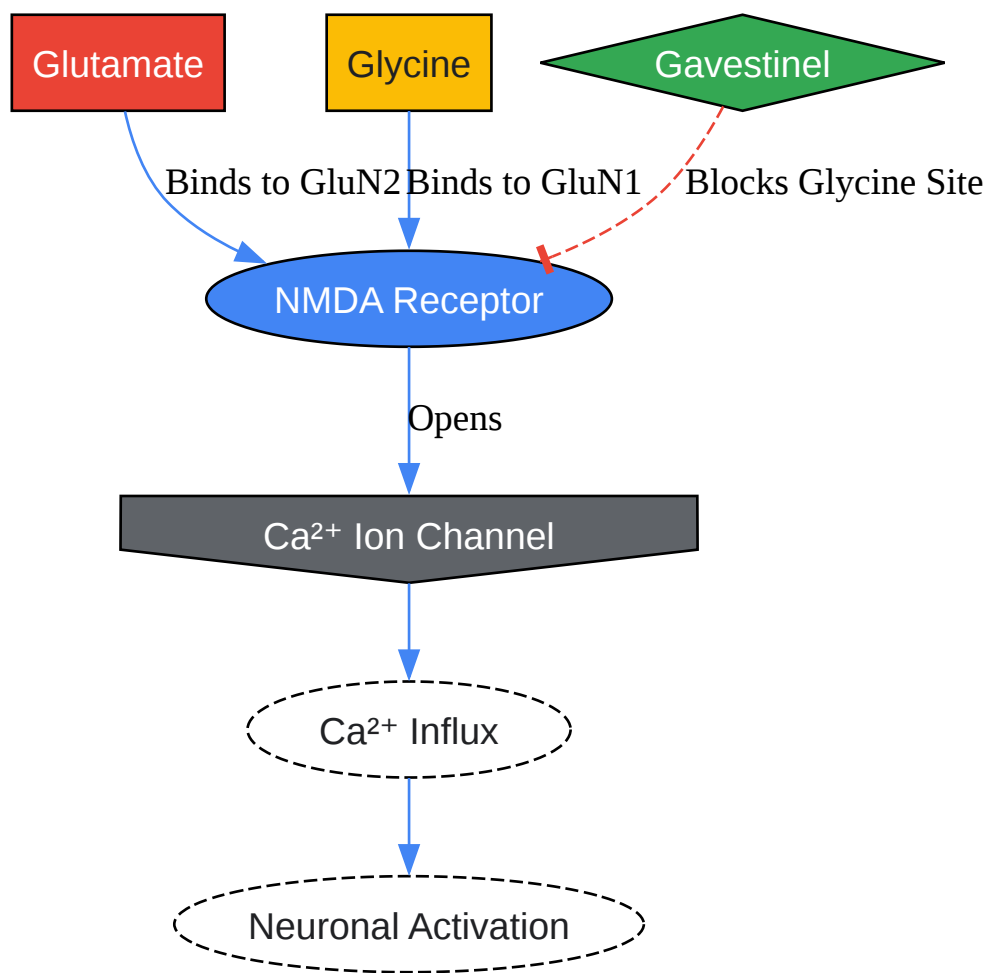 Glutamate
Glycine
Gavestinel
Binds to GluN2
Binds to GluN1
Blocks Glycine Site
NMDA Receptor
Opens
Ca²⁺ Ion Channel
Ca²⁺ Influx
Neuronal Activation